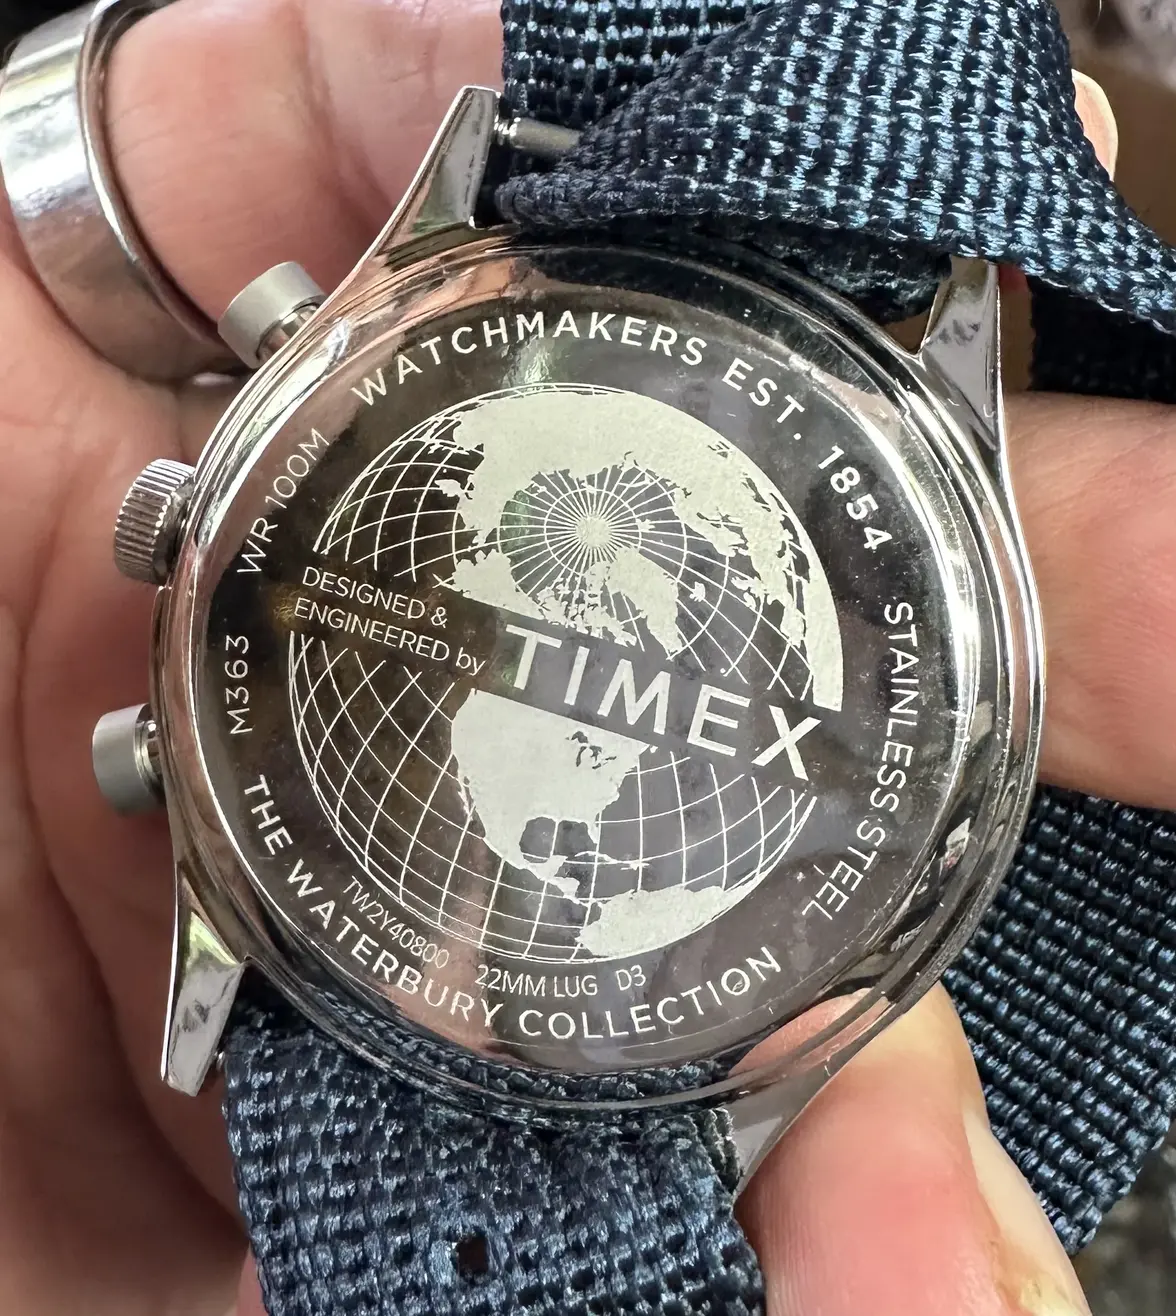 WATCHMAKERS EST. 1854
STAINLESS STEEL
WR 100M
DESIGNED &
ENGINEERED by
TIMEX
M363
TW2Y40800 22MM LUG D3
THE WATERBURY COLLECTION